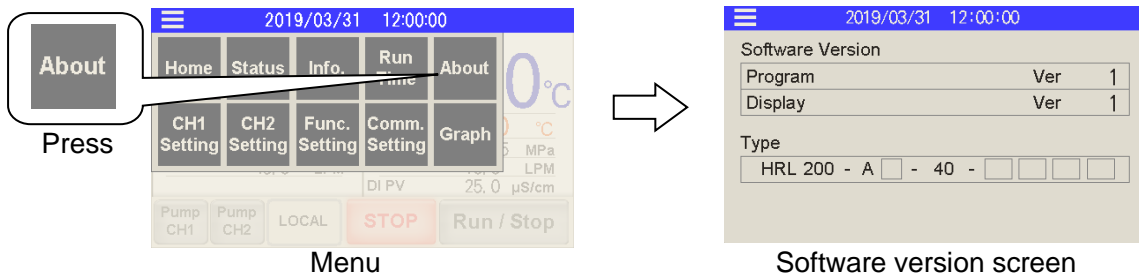 About
Press
2019/03/31 12:00:00
Home Status Info. Run Time About
CH1 Setting CH2 Setting Func. Setting Comm. Setting Graph
0 °C
°C
MPa
LPM
DI PV 25.0 µS/cm
Pump CH1 Pump CH2 LOCAL STOP Run / Stop
Menu
2019/03/31 12:00:00
Software Version
Program Ver 1
Display Ver 1
Type
HRL 200 - A - 40 -
Software version screen